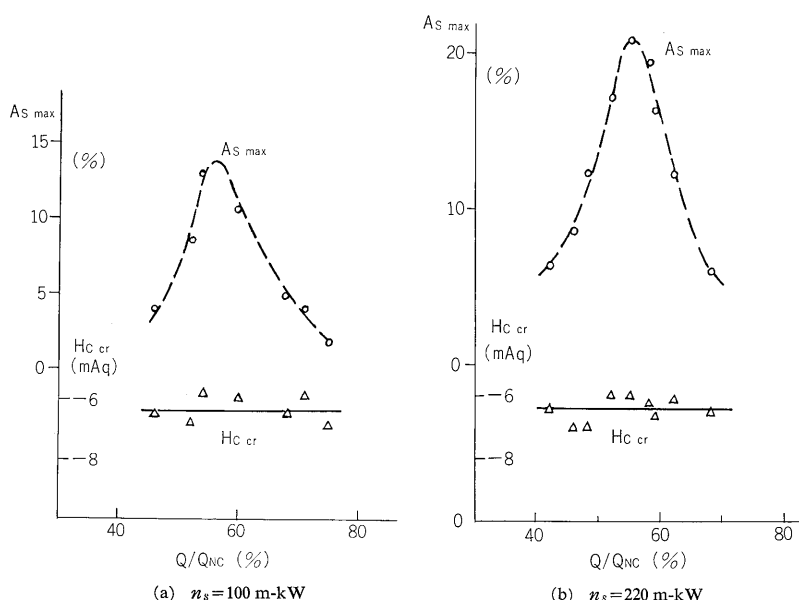 As max
(%)
As max
15
10
5
0
Hc cr
(mAq)
−6
−8
Hc cr
40
60
80
Q/QNC (%)
(a) ns=100 m-kW
As max
20
(%)
As max
10
Hc cr
(mAq)
0
−6
−8
Hc cr
0
40
60
80
Q/QNC (%)
(b) ns=220 m-kW